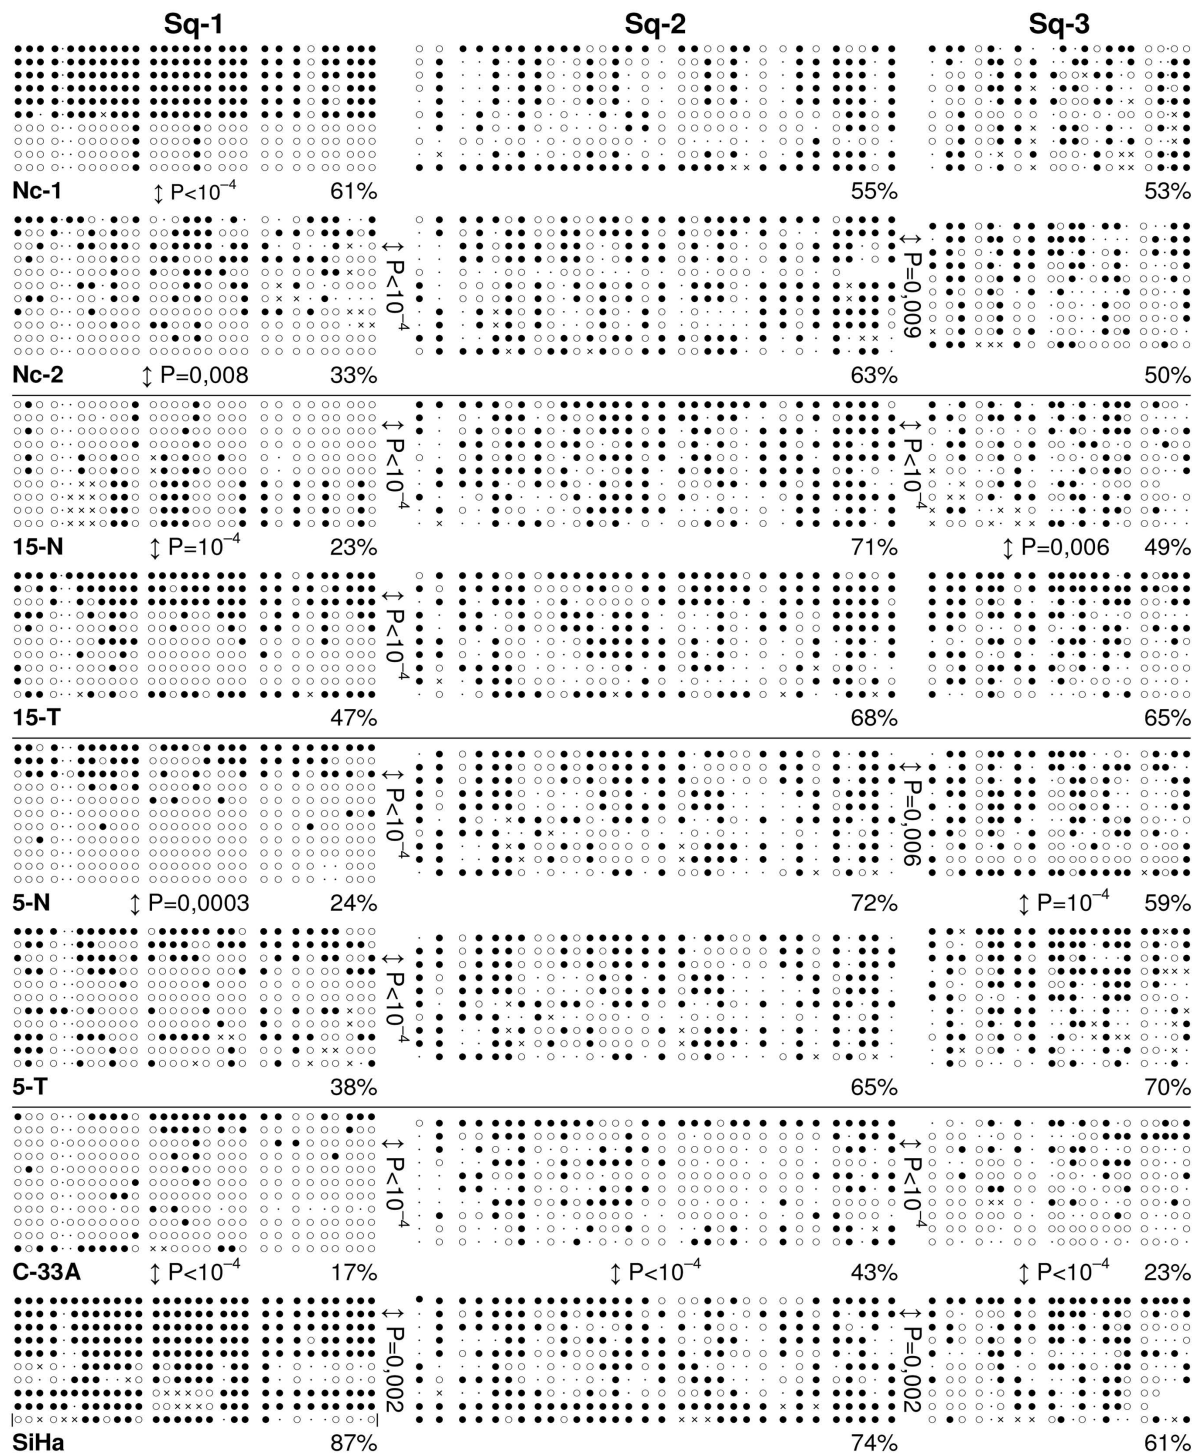 Sq-1 Sq-2 Sq-3
Nc-1 ↕ P<10⁻⁴ 61% 55% 53%
↔ P<10⁻⁴ ↔ P=0,009
Nc-2 ↕ P=0,008 33% 63% 50%
↔ P<10⁻⁴ ↔ P<10⁻⁴
15-N ↕ P=10⁻⁴ 23% 71% ↕ P=0,006 49%
↔ P<10⁻⁴
15-T 47% 68% 65%
↔ P<10⁻⁴ ↔ P=0,006
5-N ↕ P=0,0003 24% 72% ↕ P=10⁻⁴ 59%
↔ P<10⁻⁴
5-T 38% 65% 70%
↔ P<10⁻⁴ ↔ P<10⁻⁴
C-33A ↕ P<10⁻⁴ 17% ↕ P<10⁻⁴ 43% ↕ P<10⁻⁴ 23%
↔ P=0,002 ↔ P=0,002
SiHa 87% 74% 61%